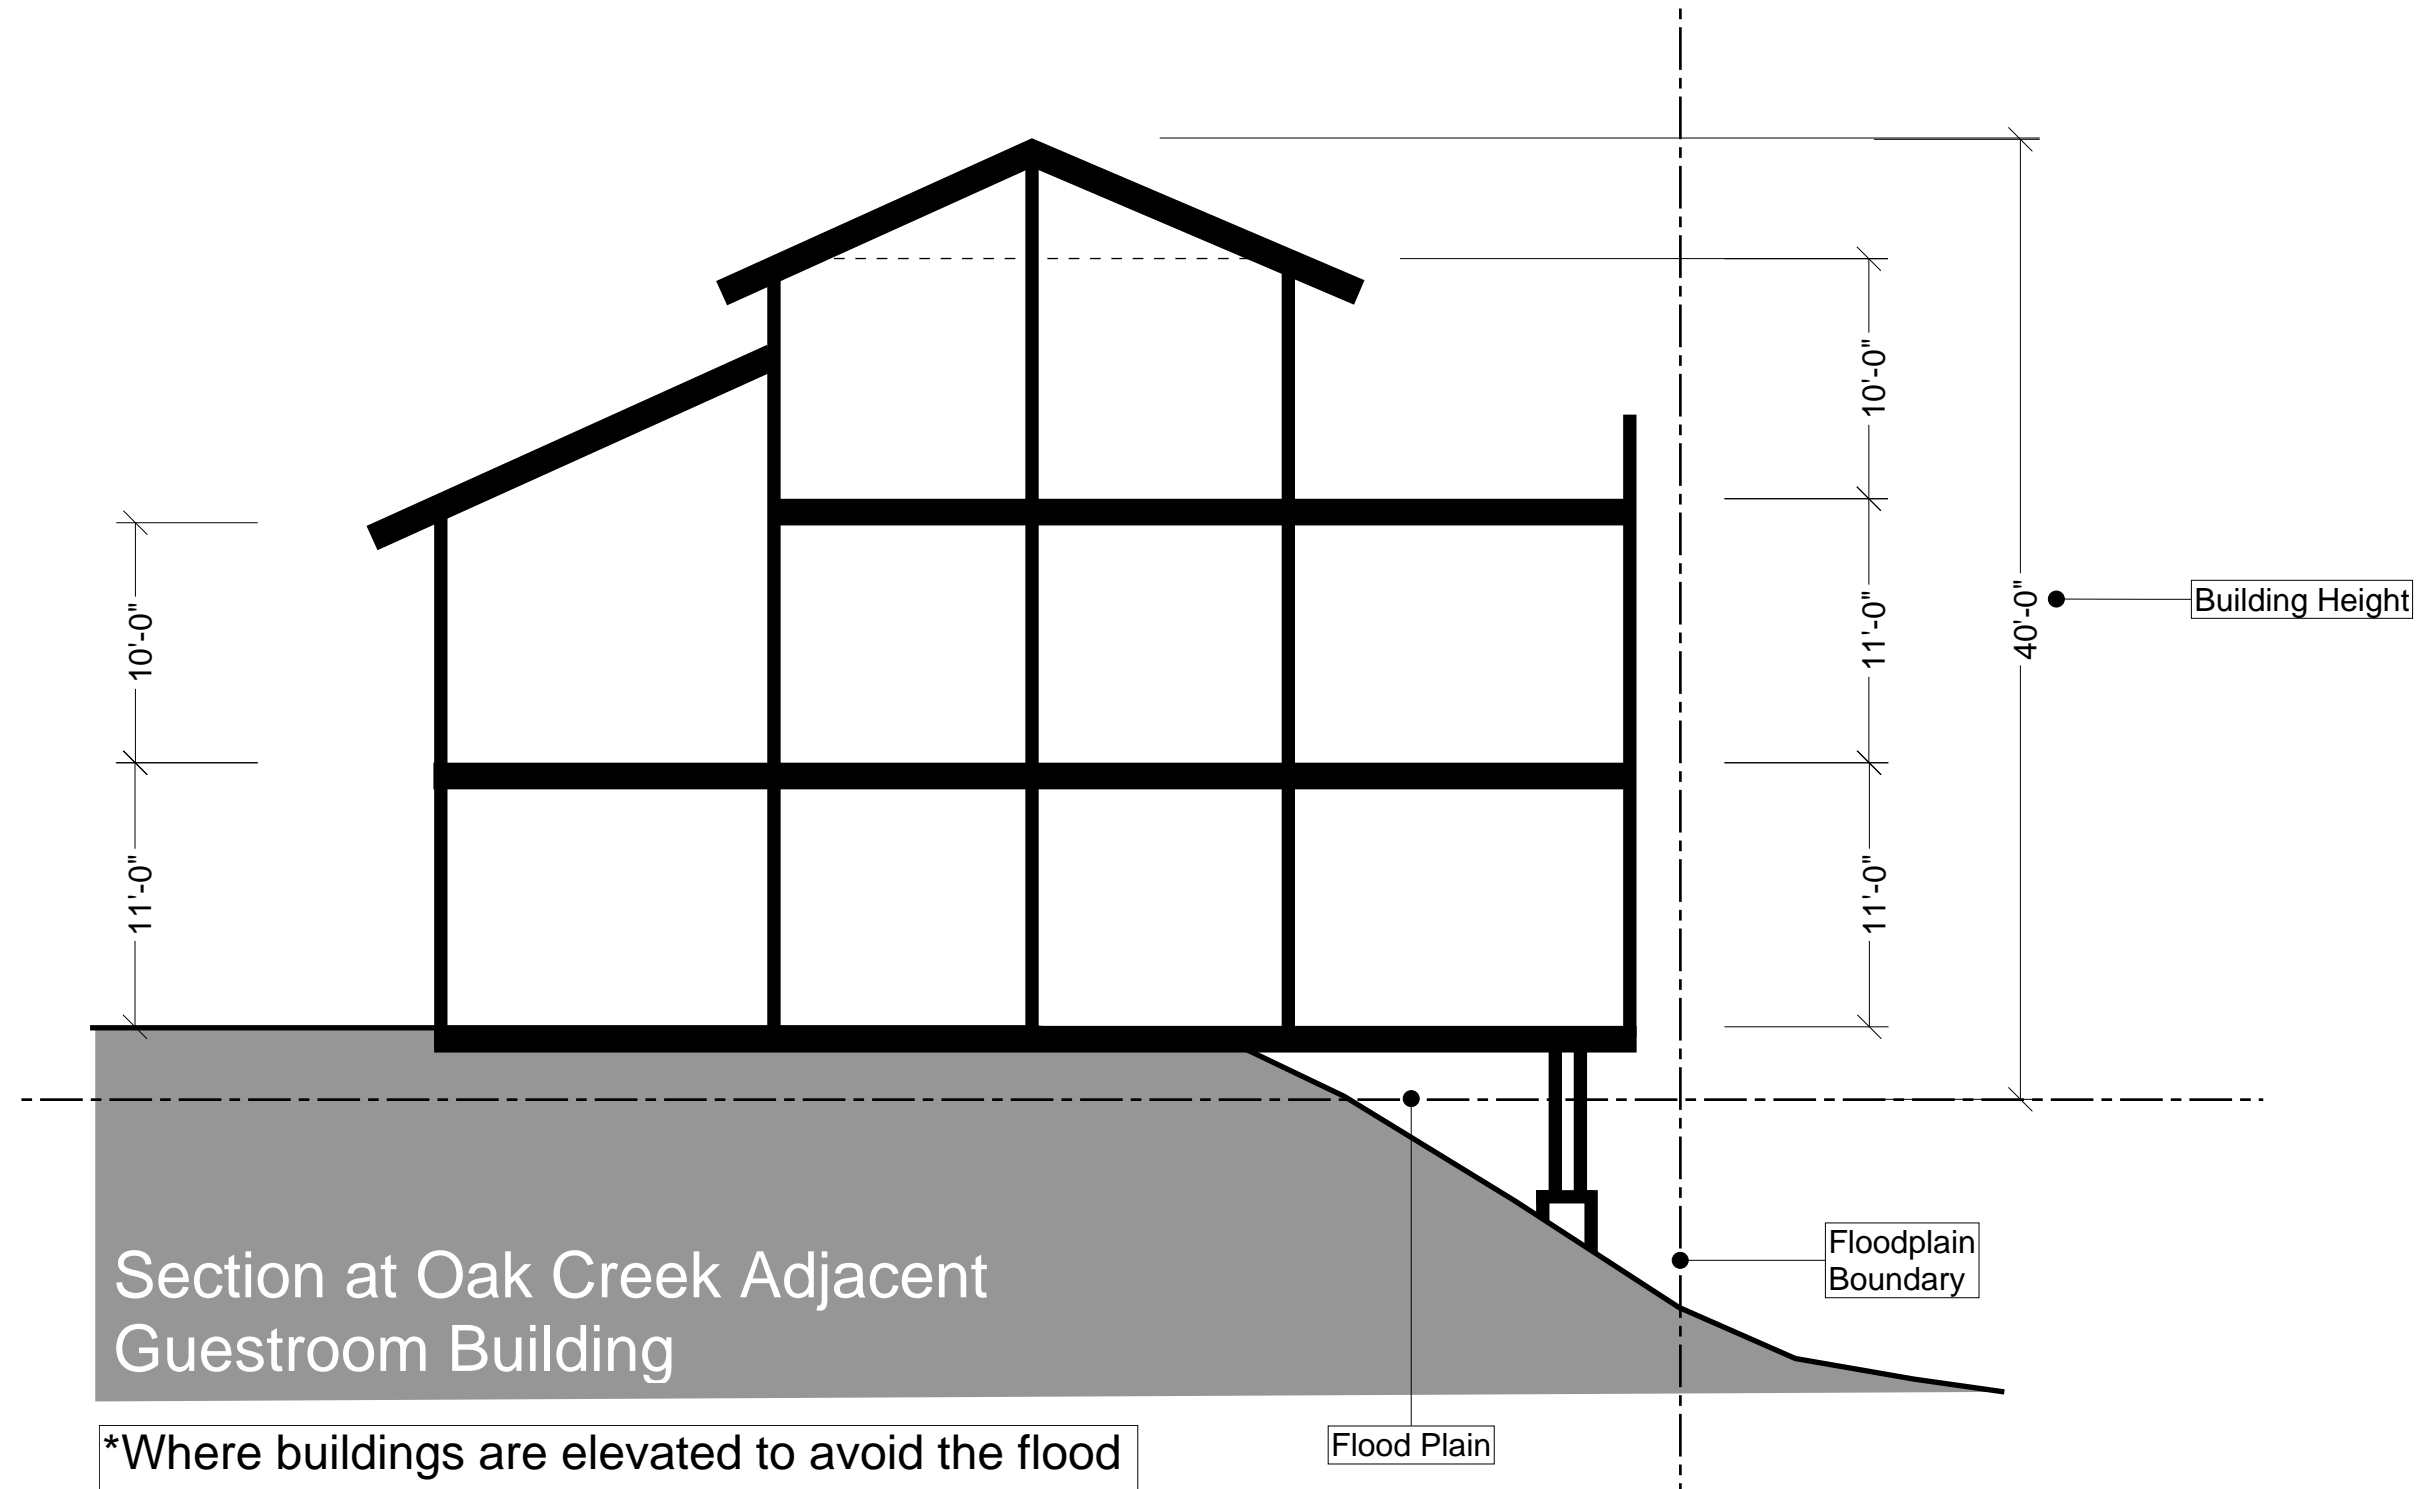 10'-0"
11'-0"
10'-0"
11'-0"
11'-0"
40'-0"
Building Height
Floodplain
Boundary
Flood Plain
Section at Oak Creek Adjacent
Guestroom Building
*Where buildings are elevated to avoid the flood